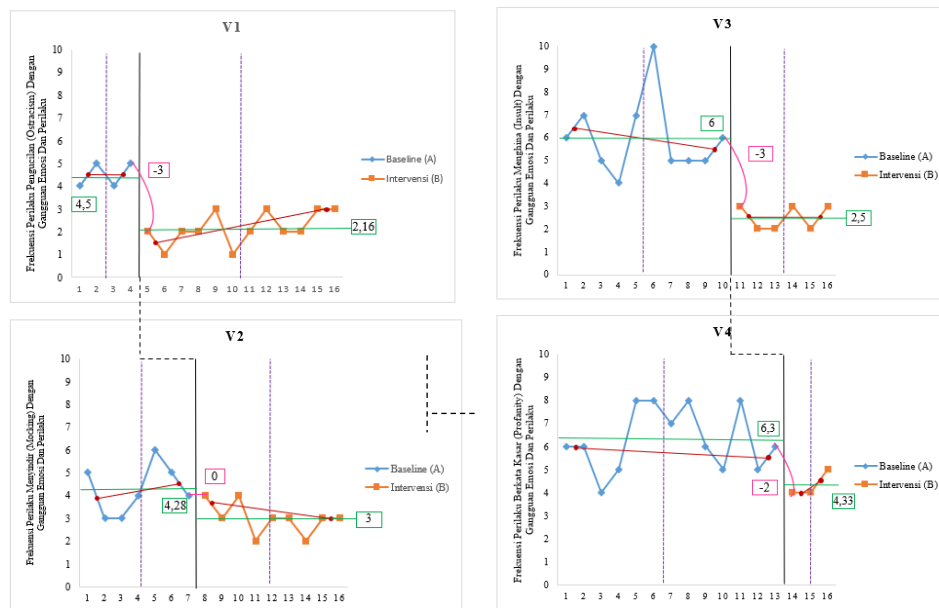 V1
Frekuensi Perilaku Pengucilan (Ostracism) Dengan
Gangguan Emosi Dan Perilaku
10
9
8
7
6
5
4
3
2
1
0
4,5
-3
2,16
Baseline (A)
Intervensi (B)
1 2 3 4 5 6 7 8 9 10 11 12 13 14 15 16
V3
Frekuensi Perilaku Menghina (Insult) Dengan
Gangguan Emosi Dan Perilaku
10
9
8
7
6
5
4
3
2
1
0
6
-3
2,5
Baseline (A)
Intervensi (B)
1 2 3 4 5 6 7 8 9 10 11 12 13 14 15 16
V2
Frekuensi Perilaku Menyindir (Mocking) Dengan
Gangguan Emosi Dan Perilaku
10
9
8
7
6
5
4
3
2
1
0
4,28
0
3
Baseline (A)
Intervensi (B)
1 2 3 4 5 6 7 8 9 10 11 12 13 14 15 16
V4
Frekuensi Perilaku Berkata Kasar (Profanity) Dengan
Gangguan Emosi Dan Perilaku
10
9
8
7
6
5
4
3
2
1
0
6,3
-2
4,33
Baseline (A)
Intervensi (B)
1 2 3 4 5 6 7 8 9 10 11 12 13 14 15 16